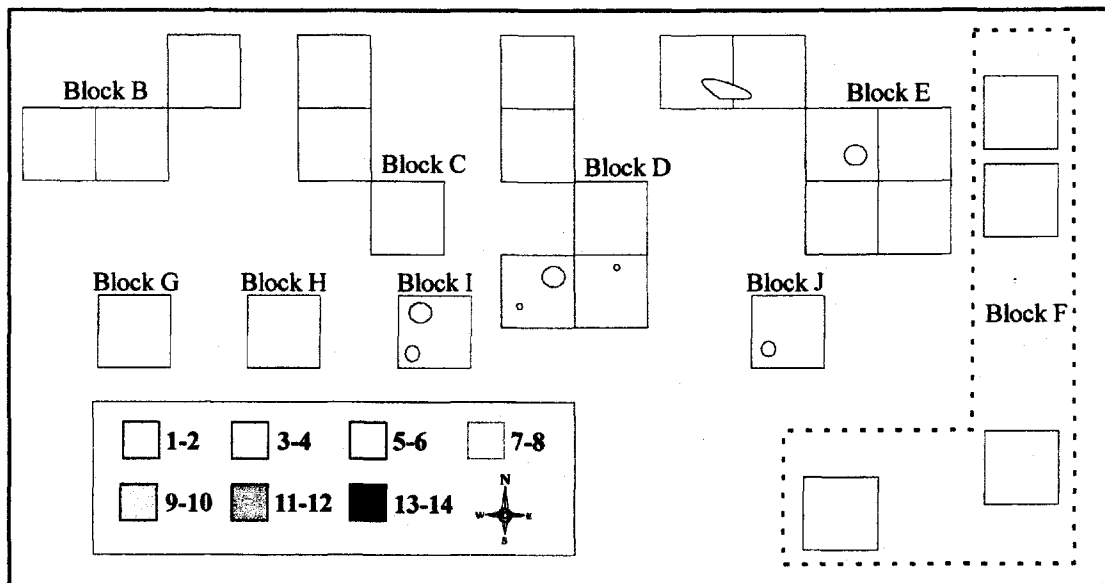 Block B
Block E
Block C
Block D
Block G
Block H
Block I
Block J
Block F
1-2
3-4
5-6
7-8
9-10
11-12
13-14
N
W
E
S